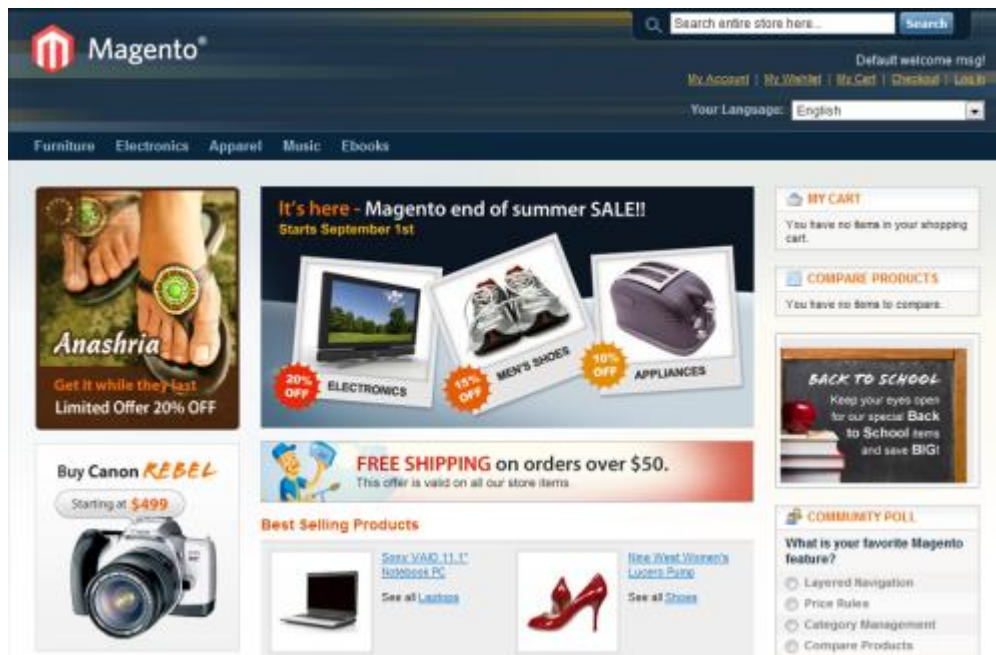 Magento®
Search entire store here...
Search
Default welcome msg!
My Account | My Wishlist | My Cart | Checkout | Log In
Your Language: English
Furniture Electronics Apparel Music Ebooks
Anashria
Get it while they last
Limited Offer 20% OFF
Buy Canon REBEL
Starting at $499
It's here - Magento end of summer SALE!!
Starts September 1st
20% OFF
ELECTRONICS
15% OFF
MEN'S SHOES
10% OFF
APPLIANCES
FREE SHIPPING on orders over $50.
This offer is valid on all our store items
Best Selling Products
Sony VAIO 11.1"
Notebook PC
See all Laptops
Nine West Women's
Lucero Pump
See all Shoes
MY CART
You have no items in your shopping
cart.
COMPARE PRODUCTS
You have no items to compare.
BACK TO SCHOOL
Keep your eyes open
for our special Back
to School items
and save BIG!
COMMUNITY POLL
What is your favorite Magento
feature?
Layered Navigation
Price Rules
Category Management
Compare Products